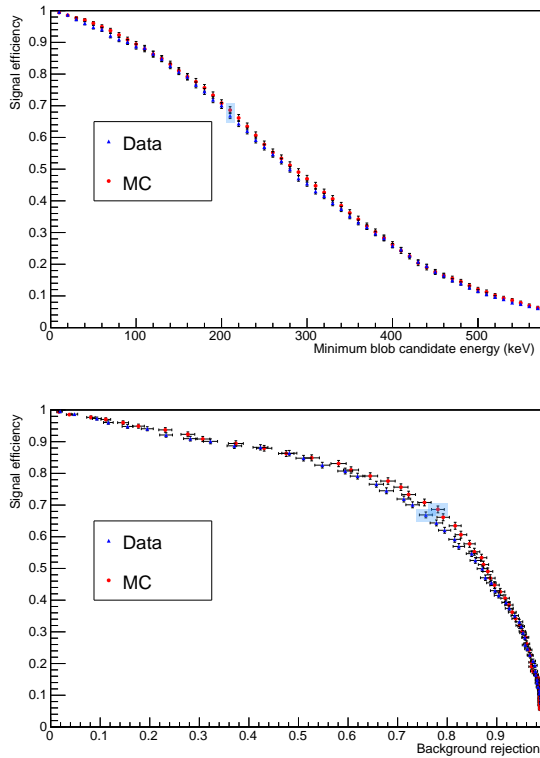 Signal efficiency
1
0.9
0.8
0.7
0.6
0.5
0.4
0.3
0.2
0.1
0
Data
MC
0 100 200 300 400 500
Minimum blob candidate energy (keV)
Signal efficiency
1
0.9
0.8
0.7
0.6
0.5
0.4
0.3
0.2
0.1
0
Data
MC
0 0.1 0.2 0.3 0.4 0.5 0.6 0.7 0.8 0.9
Background rejection